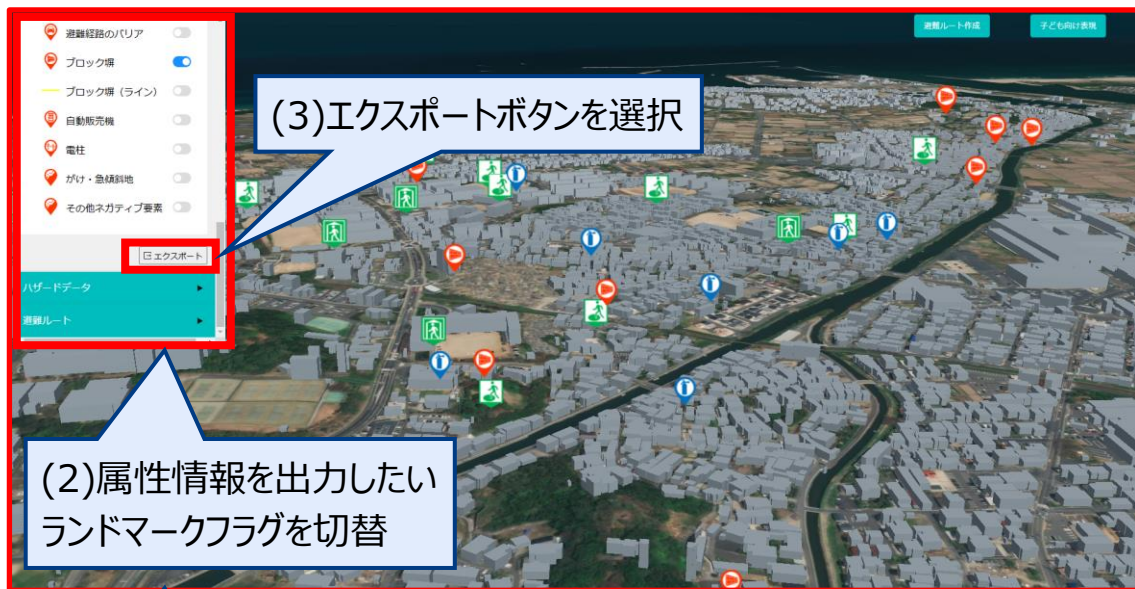 避難経路のバリア
ブロック塀
ブロック塀（ライン）
自動販売機
電柱
がけ・急傾斜地
その他ネガティブ要素
エクスポート
ハザードデータ
避難ルート
避難ルート作成
子ども向け表現
(3)エクスポートボタンを選択
(2)属性情報を出力したい
ランドマークフラグを切替